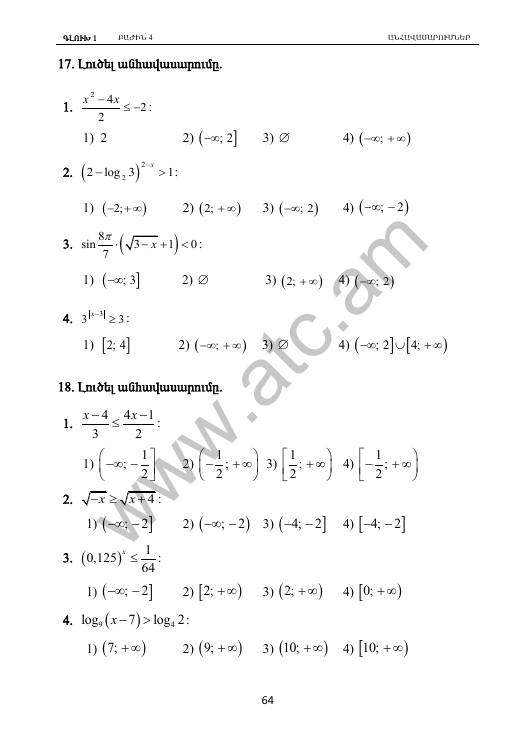 ԳԼՈՒԽ 1 ԲԱԺԻՆ 4 ԱՆՀԱՎԱՍԱՐՈՒՄՆԵՐ
17. Լուծել անհավասարումը.
1. (x² − 4x)/2 ≤ −2 :
1) 2 2) (−∞; 2] 3) ∅ 4) (−∞; +∞)
2. (2 − log₂ 3)^(2−x) > 1 :
1) (−2; +∞) 2) (2; +∞) 3) (−∞; 2) 4) (−∞; −2)
3. sin 8π/7 · (√(3 − x) + 1) < 0 :
1) (−∞; 3] 2) ∅ 3) (2; +∞) 4) (−∞; 2)
4. 3^|x−3| ≥ 3 :
1) [2; 4] 2) (−∞; +∞) 3) ∅ 4) (−∞; 2] ∪ [4; +∞)
18. Լուծել անհավասարումը.
1. (x − 4)/3 ≤ (4x − 1)/2 :
1) (−∞; −1/2] 2) (−1/2; +∞) 3) [1/2; +∞) 4) [−1/2; +∞)
2. √(−x) ≥ √(x + 4) :
1) (−∞; −2] 2) (−∞; −2) 3) (−4; −2] 4) [−4; −2]
3. (0,125)^x ≤ 1/64 :
1) (−∞; −2] 2) [2; +∞) 3) (2; +∞) 4) [0; +∞)
4. log₉(x − 7) > log₄ 2 :
1) (7; +∞) 2) (9; +∞) 3) (10; +∞) 4) [10; +∞)
64
www.atc.am